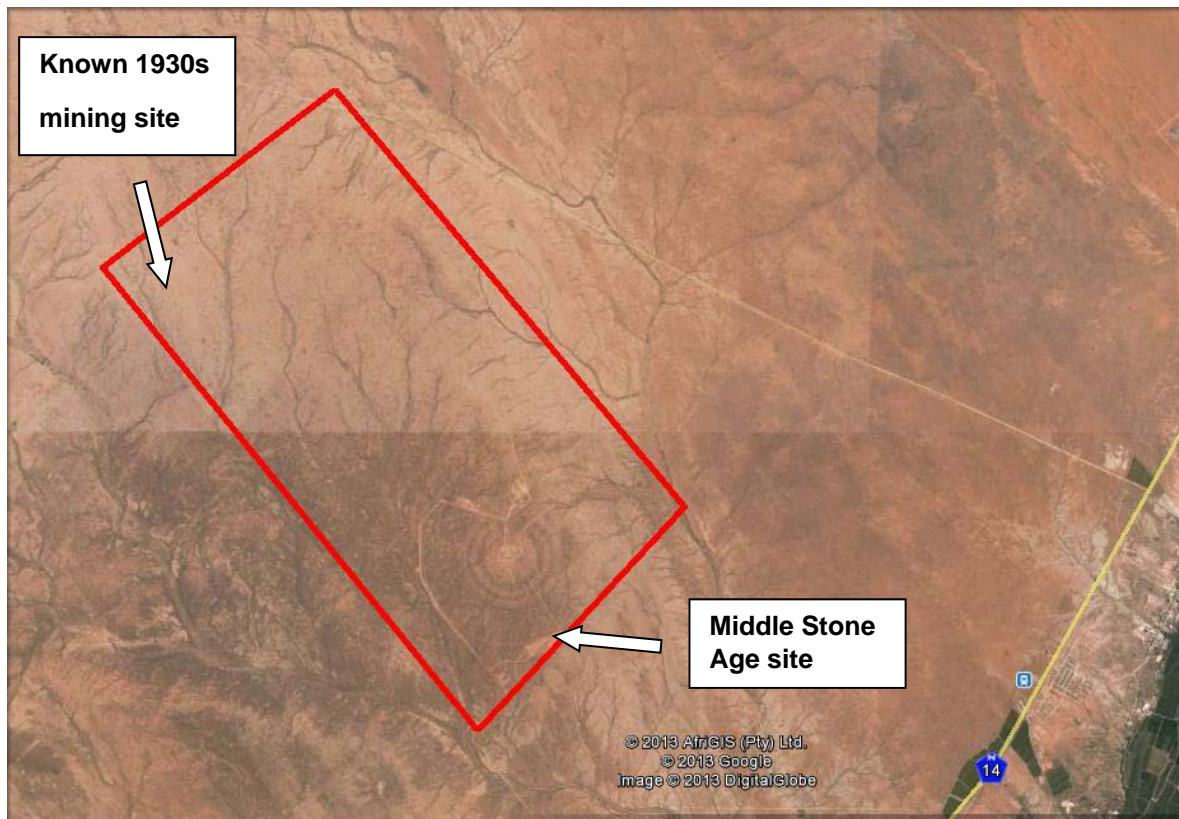 Known 1930s
mining site
Middle Stone
Age site
© 2013 AfriGIS (Pty) Ltd.
© 2013 Google
Image © 2013 DigitalGlobe
14